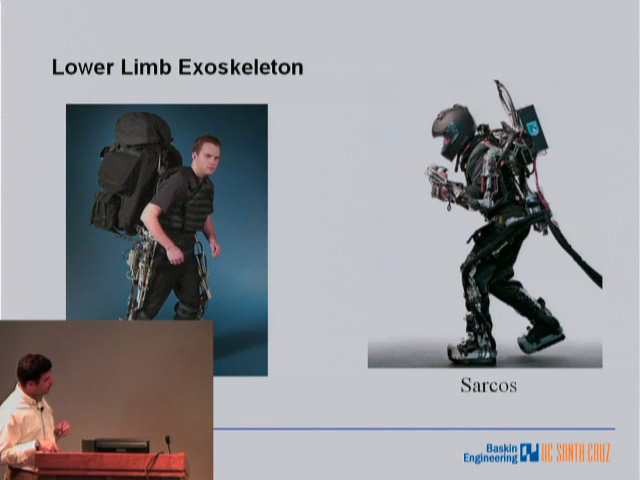 Lower Limb Exoskeleton
Sarcos
Baskin
Engineering
UC SANTA CRUZ